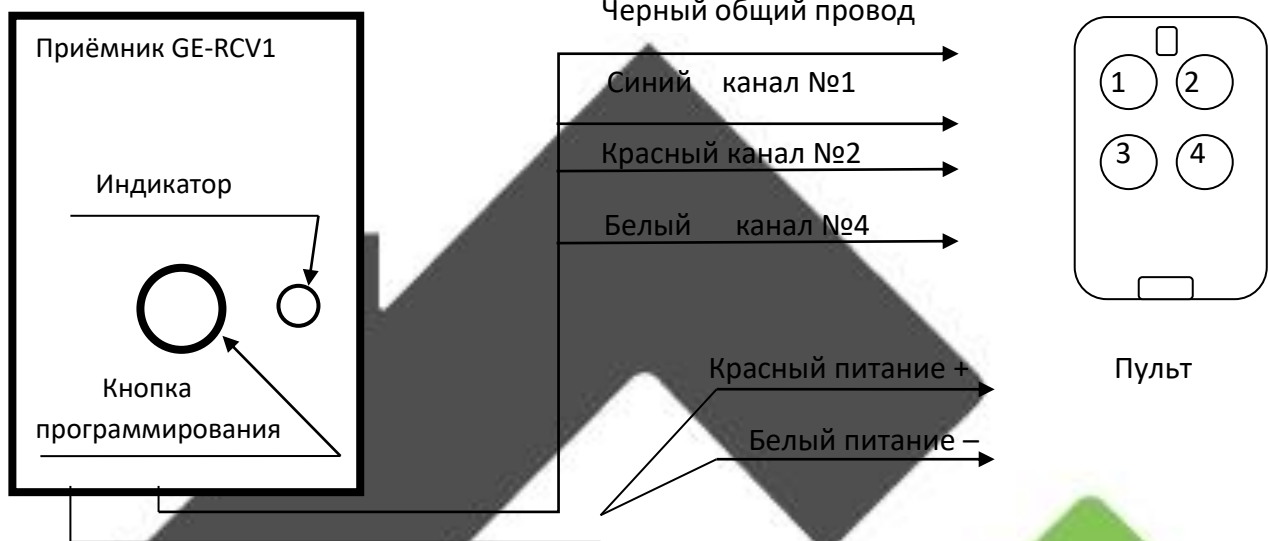 Черный общий провод
Приёмник GE-RCV1
Синий канал №1
1 2
Красный канал №2
3 4
Индикатор
Белый канал №4
Красный питание +
Пульт
Кнопка
программирования
Белый питание –